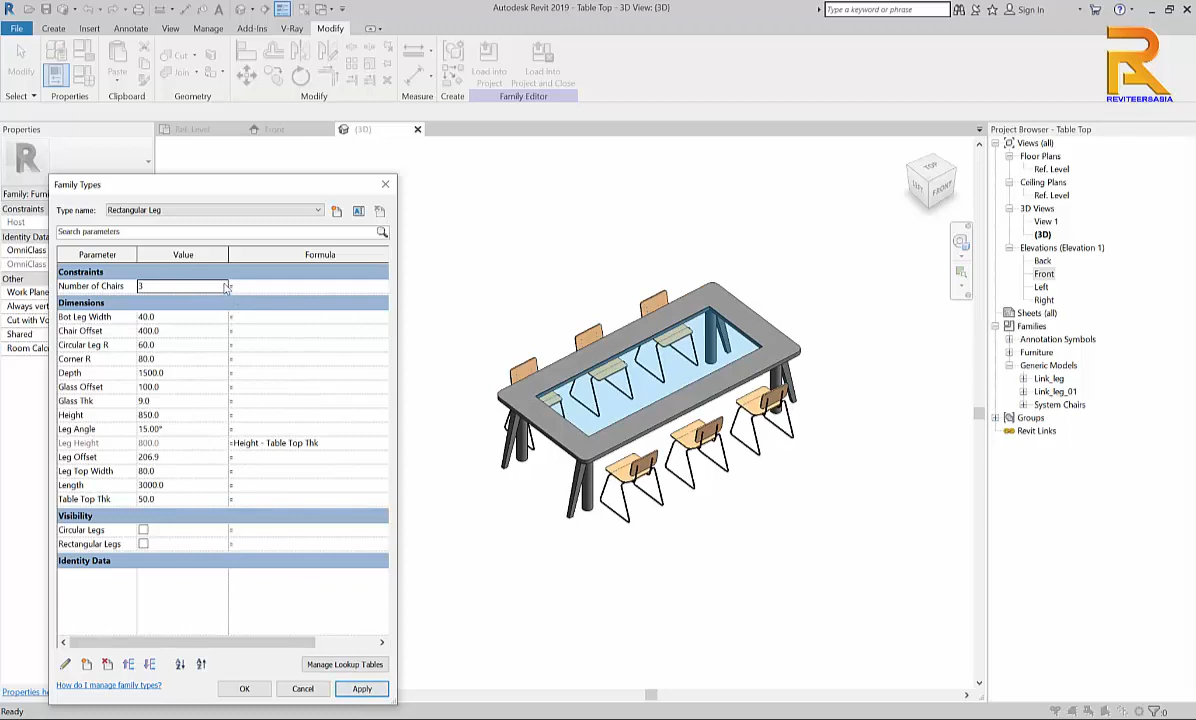 Autodesk Revit 2019 - Table Top - 3D View: {3D}
Type a keyword or phrase
Sign In
File Create Insert Annotate View Manage Add-Ins V-Ray Modify
Modify
Paste
Cut
Join
Load into Project
Load into Project and Close
Select Properties Clipboard Geometry Modify Measure Create Family Editor
REVITEERSASIA
Properties
Ref. Level
Front
{3D}
Project Browser - Table Top
Family: Furni
Constraints
Host
Identity Data
OmniClass
OmniClass
Other
Work Plane
Always vert
Cut with Vo
Shared
Room Calc
Properties he
Family Types
Type name: Rectangular Leg
Search parameters
Parameter Value Formula
Constraints
Number of Chairs 3 =
Dimensions
Bot Leg Width 40.0 =
Chair Offset 400.0 =
Circular Leg R 60.0 =
Corner R 80.0 =
Depth 1500.0 =
Glass Offset 100.0 =
Glass Thk 9.0 =
Height 850.0 =
Leg Angle 15.00° =
Leg Height 800.0 =Height - Table Top Thk
Leg Offset 206.9 =
Leg Top Width 80.0 =
Length 3000.0 =
Table Top Thk 50.0 =
Visibility
Circular Legs =
Rectangular Legs =
Identity Data
Manage Lookup Tables
How do I manage family types?
OK Cancel Apply
TOP
LEFT
FRONT
Views (all)
Floor Plans
Ref. Level
Ceiling Plans
Ref. Level
3D Views
View 1
{3D}
Elevations (Elevation 1)
Back
Front
Left
Right
Sheets (all)
Families
Annotation Symbols
Furniture
Generic Models
Link_leg
Link_leg_01
System Chairs
Groups
Revit Links
Ready
:0